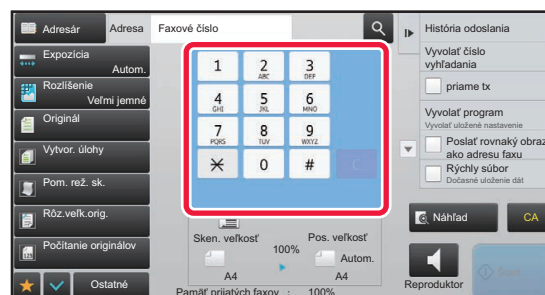 Adresár
Adresa
Faxové číslo
Expozícia
Autom.
Rozlíšenie
Veľmi jemné
Originál
Vytvor. úlohy
Pom. rež. sk.
Rôz.veľk.orig.
Počítanie originálov
Ostatné
1
2
ABC
3
DEF
4
GHI
5
JKL
6
MNO
7
PQRS
8
TUV
9
WXYZ
0
#
C
Sken. veľkosť
100%
Pos. veľkosť
Autom.
A4
A4
Pamäť prijatých faxov : 100%
História odoslania
Vyvolať číslo
vyhľadania
priame tx
Vyvolať program
Vyvolať uložené nastavenie
Poslať rovnaký obraz
ako adresu faxu
Rýchly súbor
Dočasné uloženie dát
Náhľad
CA
Reproduktor
Štart